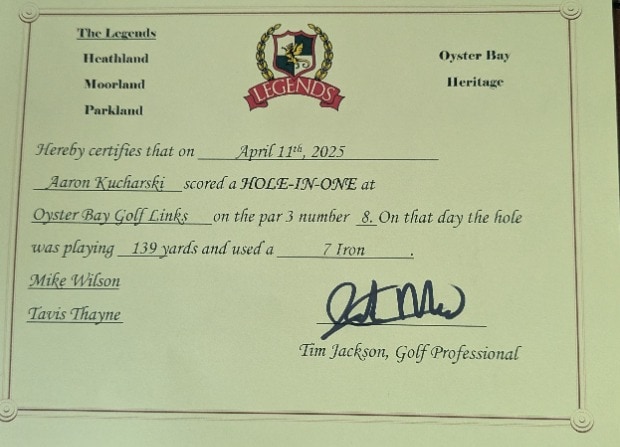 The Legends
Heathland
Moorland
Parkland
LEGENDS
Oyster Bay
Heritage
Hereby certifies that on April 11th, 2025
Aaron Kucharski scored a HOLE-IN-ONE at
Oyster Bay Golf Links on the par 3 number 8. On that day the hole
was playing 139 yards and used a 7 Iron .
Mike Wilson
Tavis Thayne
Tim Jackson, Golf Professional